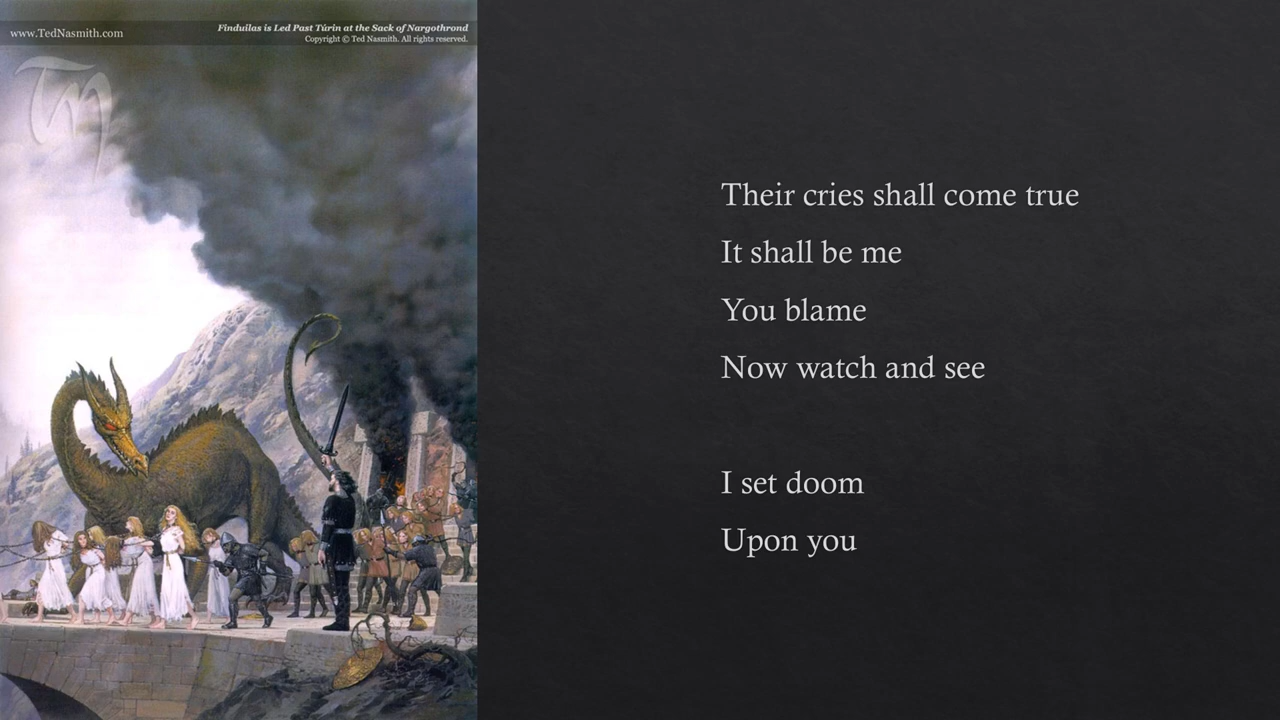 www.TedNasmith.com
Finduilas is Led Past Túrin at the Sack of Nargothrond
Copyright © Ted Nasmith. All rights reserved.
TN
Their cries shall come true
It shall be me
You blame
Now watch and see
I set doom
Upon you